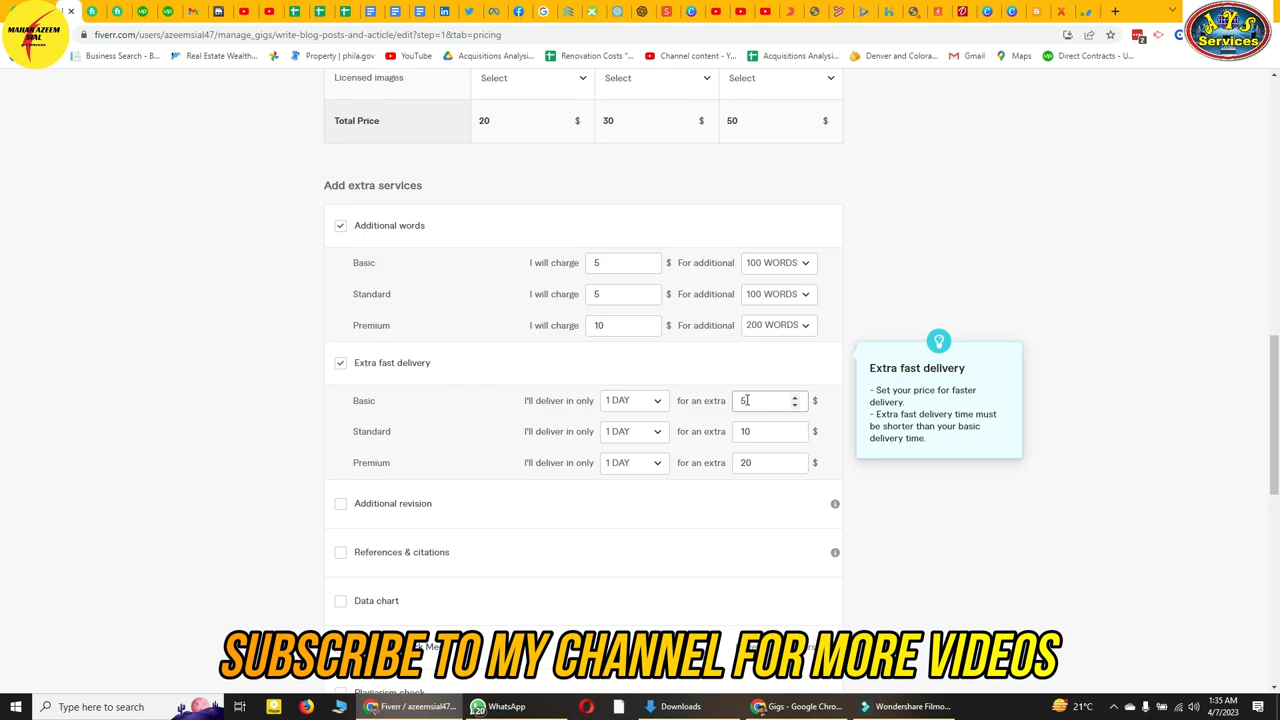 MAHAR AZEEM
SIAL47
AYS
Services
fiverr.com/users/azeemsial47/manage_gigs/write-blog-posts-and-acticle/edit?step=1&tab=pricing
Business Search - B... Real Estate Wealth... Property | phila.gov YouTube Acquisitions Analysi... Renovation Costs "... Channel content - Y... Acquisitions Analysi... Denver and Colora... Gmail Maps Direct Contracts - U...
Licensed images Select Select Select
Total Price 20 $ 30 $ 50 $
Add extra services
Additional words
Basic I will charge 5 $ For additional 100 WORDS
Standard I will charge 5 $ For additional 100 WORDS
Premium I will charge 10 $ For additional 200 WORDS
Extra fast delivery
Basic I'll deliver in only 1 DAY for an extra 5 $
Standard I'll deliver in only 1 DAY for an extra 10 $
Premium I'll deliver in only 1 DAY for an extra 20 $
Extra fast delivery
- Set your price for faster
delivery.
- Extra fast delivery time must
be shorter than your basic
delivery time.
Additional revision
References & citations
Data chart
SUBSCRIBE TO MY CHANNEL FOR MORE VIDEOS
Plagiarism check
Type here to search
Fiverr / azeemsial47...
WhatsApp
20
Downloads
Gigs - Google Chro...
Wondershare Filmo...
21°C
1:35 AM
4/7/2023